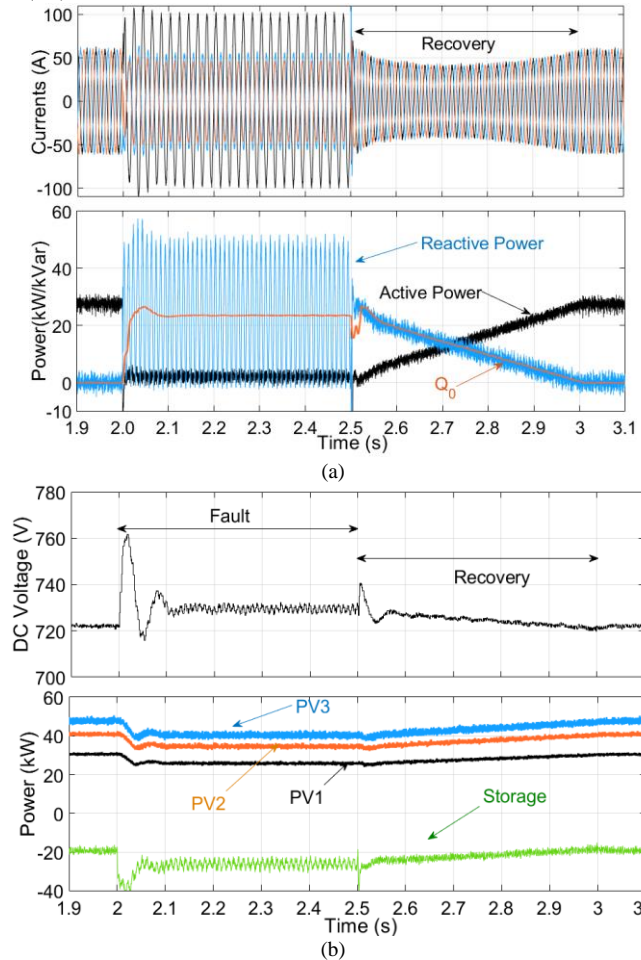 100
50
0
-50
-100
Currents (A)
Recovery
60
40
20
0
-10
Power(kW/kVar)
Reactive Power
Active Power
Q0
1.9 2.0 2.1 2.2 2.3 2.4 2.5 2.6 2.7 2.8 2.9 3.0 3.1
Time (s)
(a)
780
760
740
720
700
DC Voltage (V)
Fault
Recovery
60
40
20
0
-20
-40
Power (kW)
PV3
PV2
PV1
Storage
1.9 2 2.1 2.2 2.3 2.4 2.5 2.6 2.7 2.8 2.9 3
Time (s)
(b)